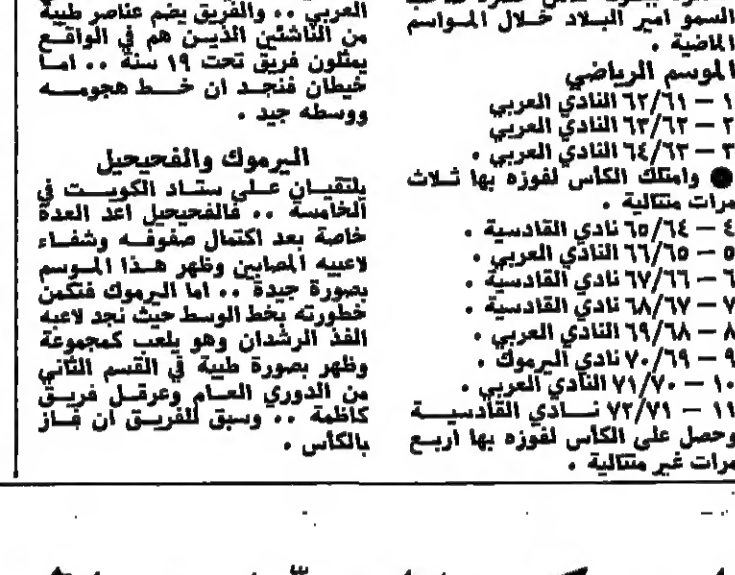 السمو امير البلاد خلال المواسم
الماضية .
الموسم الرياضي
١ — ٦٢/٦١ النادي العربي
٢ — ٦٣/٦٢ النادي العربي
٣ — ٦٤/٦٣ النادي العربي .
● وامتلك الكأس لفوزه بها ثلاث
مرات متتالية .
٤ — ٦٥/٦٤ نادي القادسية .
٥ — ٦٦/٦٥ النادي العربي .
٦ — ٦٧/٦٦ نادي القادسية .
٧ — ٦٨/٦٧ نادي القادسية .
٨ — ٦٩/٦٨ النادي العربي .
٩ — ٧٠/٦٩ نادي اليرموك .
١٠ — ٧١/٧٠ النادي العربي .
١١ — ٧٢/٧١ نادي القادسية
وحصل على الكأس لفوزه بها اربع
مرات غير متتالية .
العربي .. والفريق يضم عناصر طيبة
من الناشئين الذين هم في الواقع
يمثلون فريق تحت ١٩ سنة .. اما
خيطان فنجد ان خط هجومه
ووسطه جيد .
اليرموك والفحيحيل
يلتقيان على ستاد الكويت في
الخامسة .. فالفحيحيل اعد العدة
خاصة بعد اكتمال صفوفه وشفاء
لاعبيه المصابين وظهر هذا الموسم
بصورة جيدة .. اما اليرموك فتكمن
خطورته بخط الوسط حيث نجد لاعبه
الفذ الرشدان وهو يلعب كمجموعة
وظهر بصورة طيبة في القسم الثاني
من الدوري العام وعرقل فريق
كاظمة .. وسبق للفريق ان فاز
بالكأس .